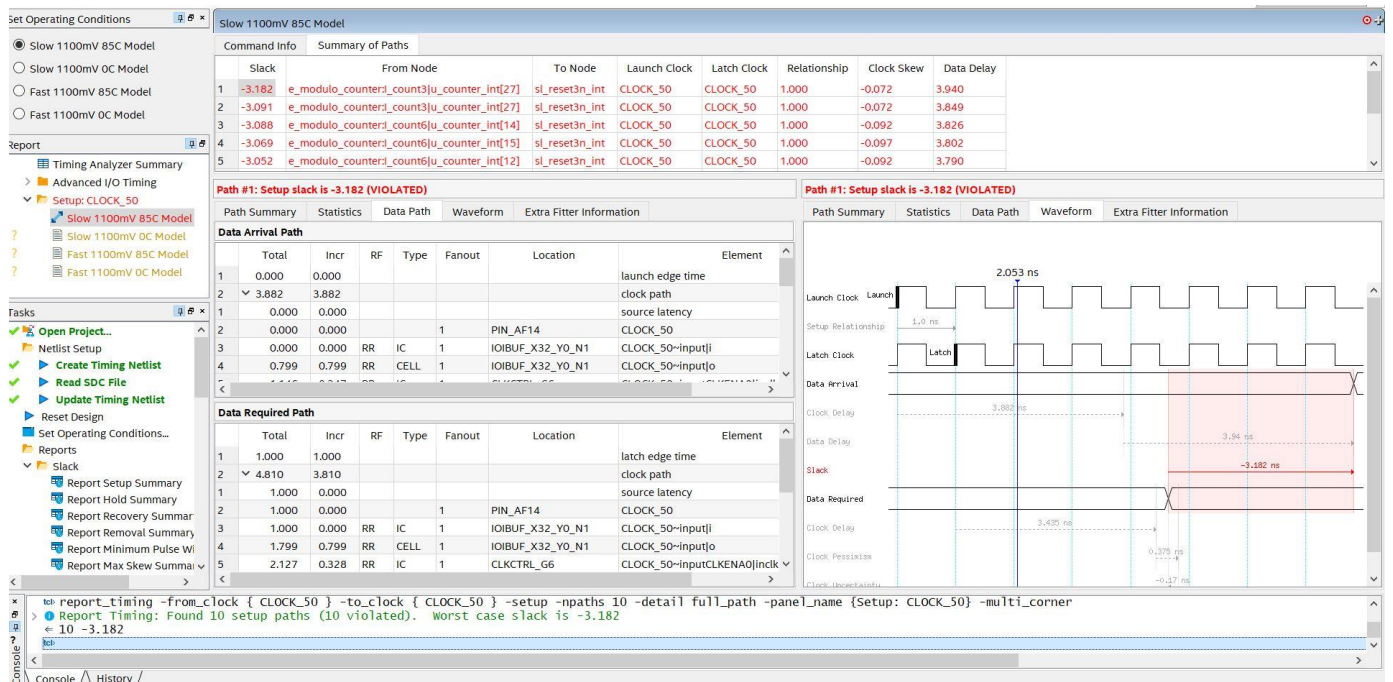 Set Operating Conditions
Slow 1100mV 85C Model
Slow 1100mV 0C Model
Fast 1100mV 85C Model
Fast 1100mV 0C Model
Report
Timing Analyzer Summary
Advanced I/O Timing
Setup: CLOCK_50
Slow 1100mV 85C Model
? Slow 1100mV 0C Model
? Fast 1100mV 85C Model
? Fast 1100mV 0C Model
Tasks
Open Project...
Netlist Setup
Create Timing Netlist
Read SDC File
Update Timing Netlist
Reset Design
Set Operating Conditions...
Reports
Slack
Report Setup Summary
Report Hold Summary
Report Recovery Summar
Report Removal Summary
Report Minimum Pulse Wi
Report Max Skew Summar
Slow 1100mV 85C Model
Command Info Summary of Paths
Slack From Node To Node Launch Clock Latch Clock Relationship Clock Skew Data Delay
1 -3.182 e_modulo_counter:l_count3|u_counter_int[27] sl_reset3n_int CLOCK_50 CLOCK_50 1.000 -0.072 3.940
2 -3.091 e_modulo_counter:l_count3|u_counter_int[27] sl_reset3n_int CLOCK_50 CLOCK_50 1.000 -0.072 3.849
3 -3.088 e_modulo_counter:l_count6|u_counter_int[14] sl_reset3n_int CLOCK_50 CLOCK_50 1.000 -0.092 3.826
4 -3.069 e_modulo_counter:l_count6|u_counter_int[15] sl_reset3n_int CLOCK_50 CLOCK_50 1.000 -0.097 3.802
5 -3.052 e_modulo_counter:l_count6|u_counter_int[12] sl_reset3n_int CLOCK_50 CLOCK_50 1.000 -0.092 3.790
Path #1: Setup slack is -3.182 (VIOLATED)
Path Summary Statistics Data Path Waveform Extra Fitter Information
Data Arrival Path
Total Incr RF Type Fanout Location Element
1 0.000 0.000 launch edge time
2 3.882 3.882 clock path
1 0.000 0.000 source latency
2 0.000 0.000 1 PIN_AF14 CLOCK_50
3 0.000 0.000 RR IC 1 IOIBUF_X32_Y0_N1 CLOCK_50~input|i
4 0.799 0.799 RR CELL 1 IOIBUF_X32_Y0_N1 CLOCK_50~input|o
Data Required Path
Total Incr RF Type Fanout Location Element
1 1.000 1.000 latch edge time
2 4.810 3.810 clock path
1 1.000 0.000 source latency
2 1.000 0.000 1 PIN_AF14 CLOCK_50
3 1.000 0.000 RR IC 1 IOIBUF_X32_Y0_N1 CLOCK_50~input|i
4 1.799 0.799 RR CELL 1 IOIBUF_X32_Y0_N1 CLOCK_50~input|o
5 2.127 0.328 RR IC 1 CLKCTRL_G6 CLOCK_50~inputCLKENA0|inclk
Path #1: Setup slack is -3.182 (VIOLATED)
Path Summary Statistics Data Path Waveform Extra Fitter Information
2.053 ns
Launch Clock Launch
Setup Relationship 1.0 ns
Latch Clock Latch
Data Arrival
Clock Delay 3.882 ns
Data Delay 3.94 ns
Slack -3.182 ns
Data Required
Clock Delay 3.435 ns
Clock Pessimism 0.375 ns
Clock Uncertainty -0.17 ns
tcl> report_timing -from_clock { CLOCK_50 } -to_clock { CLOCK_50 } -setup -npaths 10 -detail full_path -panel_name {Setup: CLOCK_50} -multi_corner
Report Timing: Found 10 setup paths (10 violated). Worst case slack is -3.182
10 -3.182
tcl>
Console
Console History